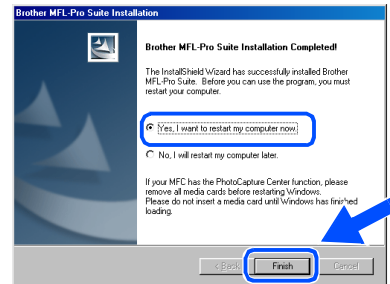 Brother MFL-Pro Suite Installation
Brother MFL-Pro Suite Installation Completed!
The InstallShield Wizard has successfully installed Brother
MFL-Pro Suite. Before you can use the program, you must
restart your computer.
Yes, I want to restart my computer now.
No, I will restart my computer later.
If your MFC has the PhotoCapture Center function, please
remove all media cards before restarting Windows.
Please do not insert a media card until Windows has finished
loading.
< Back Finish Cancel